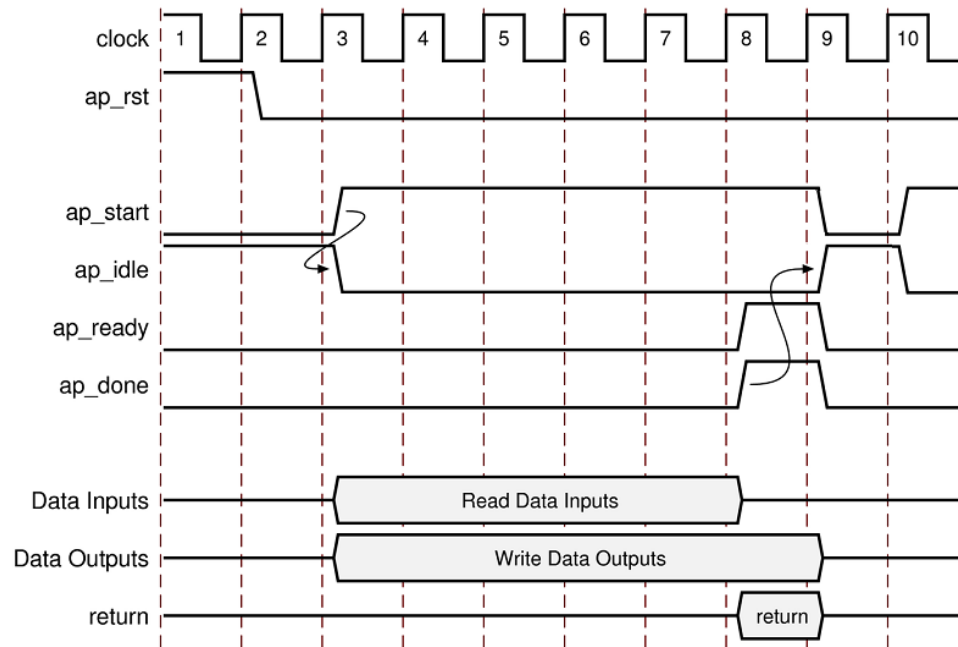 clock 1 2 3 4 5 6 7 8 9 10
ap_rst
ap_start
ap_idle
ap_ready
ap_done
Data Inputs Read Data Inputs
Data Outputs Write Data Outputs
return return